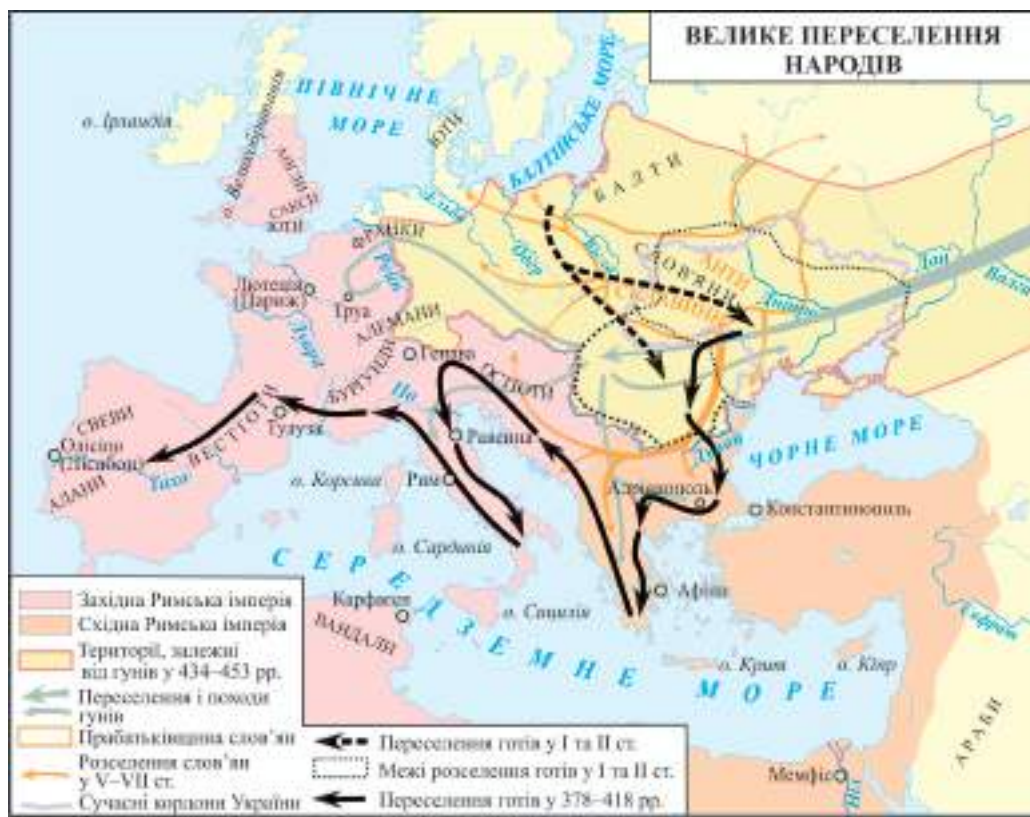 ВЕЛИКЕ ПЕРЕСЕЛЕННЯ
НАРОДІВ
ПІВНІЧНЕ
МОРЕ
БАЛТІЙСЬКЕ МОРЕ
о. Ірландія
о. Великобританія
АНГЛИ
САКСИ
ЮТИ
ЮТИ
БАЛТИ
Ельба
Одер
ФРАНКИ
Рейн
СЛОВ'ЯНИ
АНТИ
Дніпро
Дон
Лютеція
(Париж)
Труа
АЛЕМАНИ
Луара
Генава
БУРГУНДИ
ОСТГОТИ
По
СВЕВИ
ВЕСТГОТИ
Тулуза
Равенна
Дунай
ЧОРНЕ МОРЕ
Олісіпо
(Лісабон)
АЛАНИ
Тахо
о. Корсика
Рим
Адріанополь
Константинополь
о. Сардинія
Афіни
СЕРЕДЗЕМНЕ МОРЕ
Карфаген
о. Сицилія
ВАНДАЛИ
о. Крит
о. Кіпр
Євфрат
АРАБИ
Мемфіс
Ніл
Західна Римська імперія
Східна Римська імперія
Території, залежні
від гунів у 434–453 рр.
Переселення і походи
гунів
Прабатьківщина слов'ян
Розселення слов'ян
у V–VII ст.
Сучасні кордони України
Переселення готів у I та II ст.
Межі розселення готів у I та II ст.
Переселення готів у 378–418 рр.